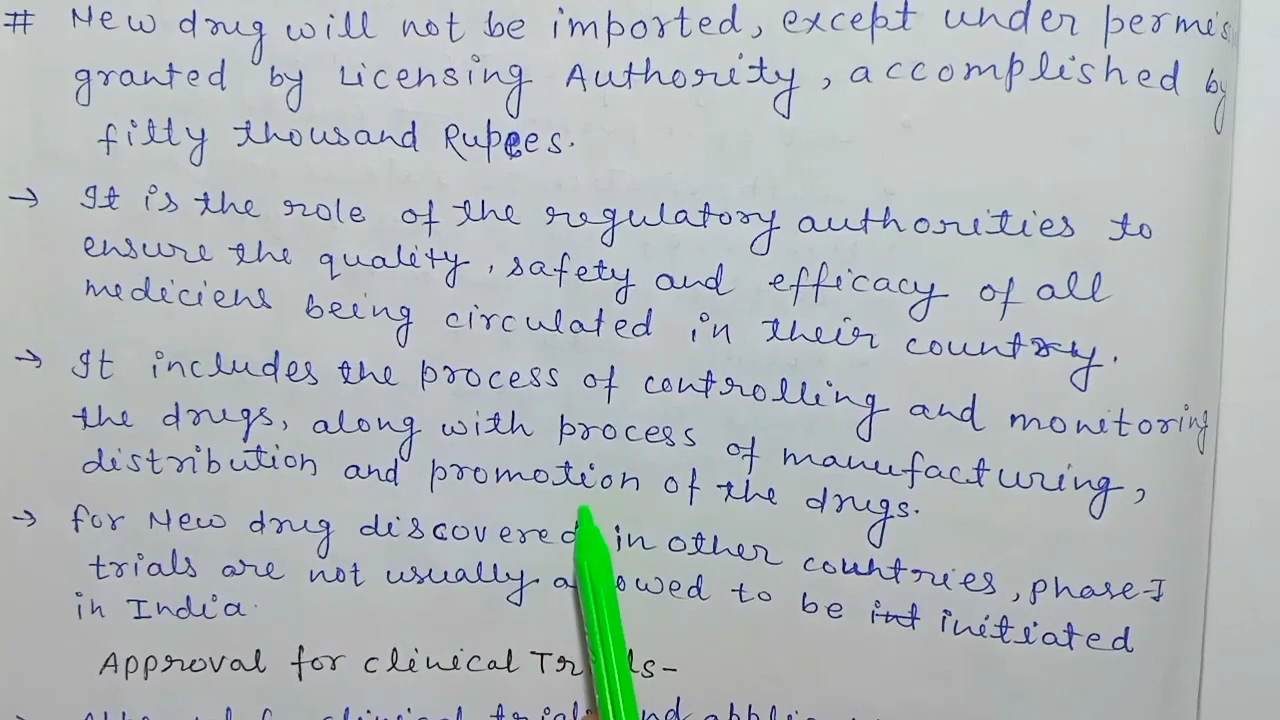 # New drug will not be imported, except under permis
granted by Licensing Authority, accomplished by
fifty thousand Rupees.
→ It is the role of the regulatory authorities to
ensure the quality, safety and efficacy of all
mediciens being circulated in their country.
→ It includes the process of controlling and monitoring
the drugs, along with process of manufacturing,
distribution and promotion of the drugs.
→ for New drug discovered in other countries, phase-I
trials are not usually allowed to be int initiated
in India.
Approval for clinical Trials-